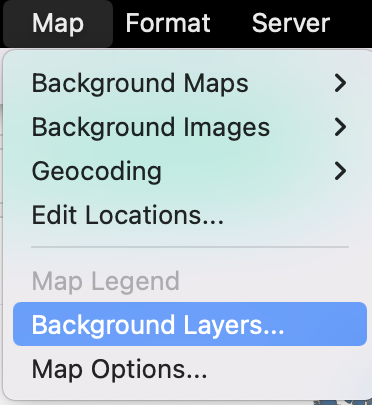 Map Format Server
Background Maps
Background Images
Geocoding
Edit Locations...
Map Legend
Background Layers...
Map Options...